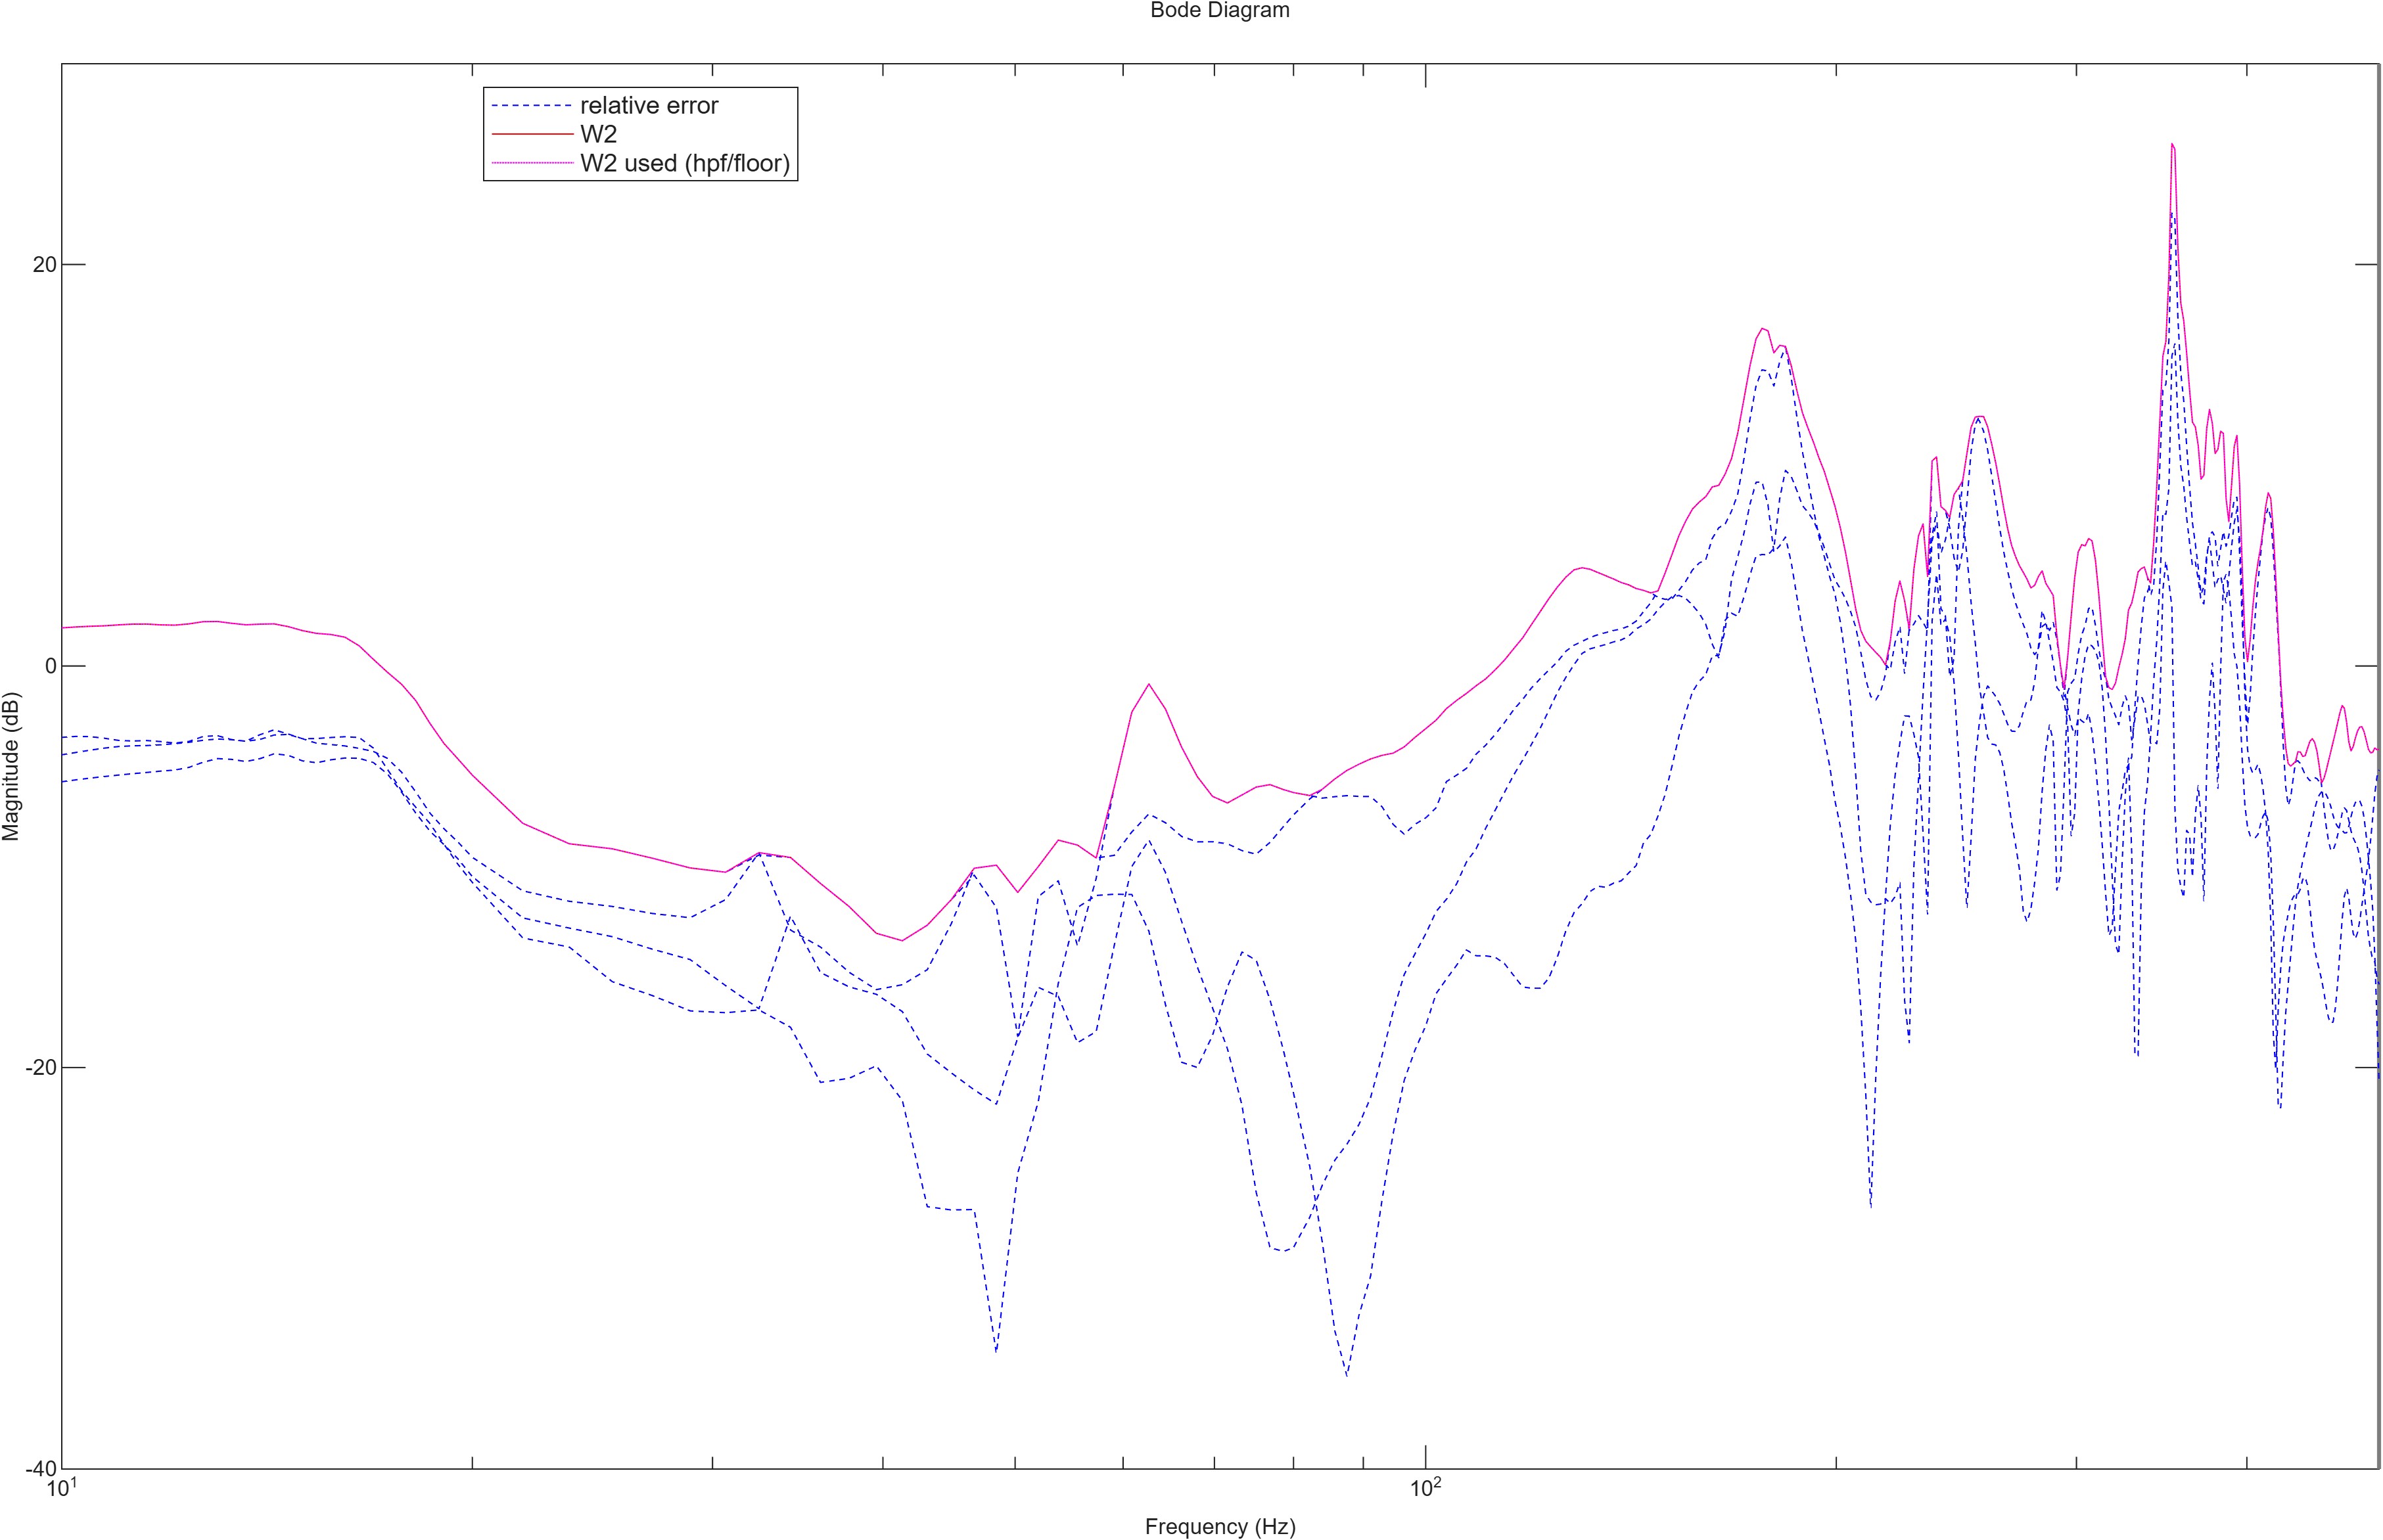 Bode Diagram
relative error
W2
W2 used (hpf/floor)
20
0
-20
-40
Magnitude (dB)
10¹
10²
Frequency (Hz)